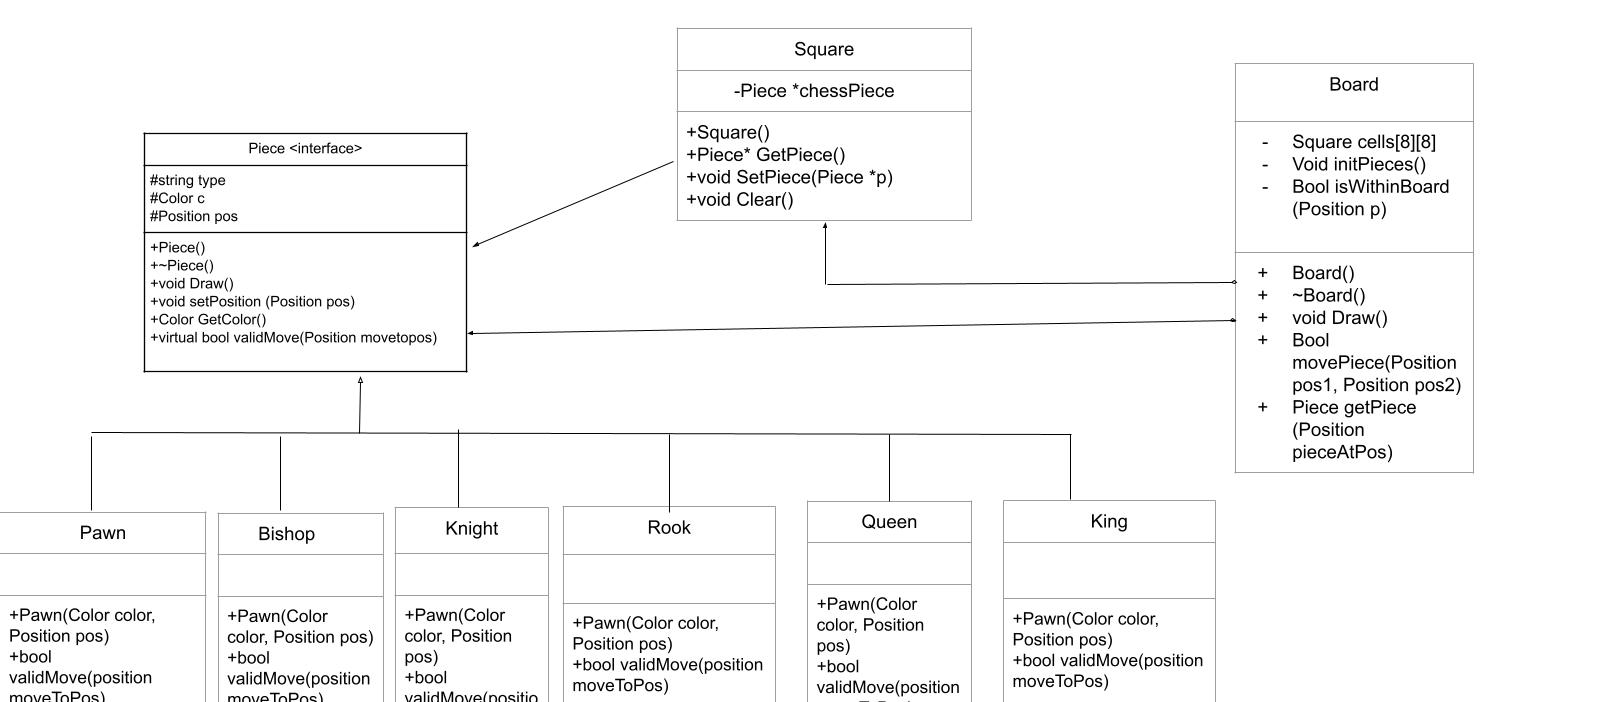 Square
-Piece *chessPiece
+Square()
+Piece* GetPiece()
+void SetPiece(Piece *p)
+void Clear()
Board
- Square cells[8][8]
- Void initPieces()
- Bool isWithinBoard
(Position p)
+ Board()
+ ~Board()
+ void Draw()
+ Bool
movePiece(Position
pos1, Position pos2)
+ Piece getPiece
(Position
pieceAtPos)
Piece <interface>
#string type
#Color c
#Position pos
+Piece()
+~Piece()
+void Draw()
+void setPosition (Position pos)
+Color GetColor()
+virtual bool validMove(Position movetopos)
Pawn
+Pawn(Color color,
Position pos)
+bool
validMove(position
moveToPos)
Bishop
+Pawn(Color
color, Position pos)
+bool
validMove(position
moveToPos)
Knight
+Pawn(Color
color, Position
pos)
+bool
validMove(positio
Rook
+Pawn(Color color,
Position pos)
+bool validMove(position
moveToPos)
Queen
+Pawn(Color
color, Position
pos)
+bool
validMove(position
King
+Pawn(Color color,
Position pos)
+bool validMove(position
moveToPos)